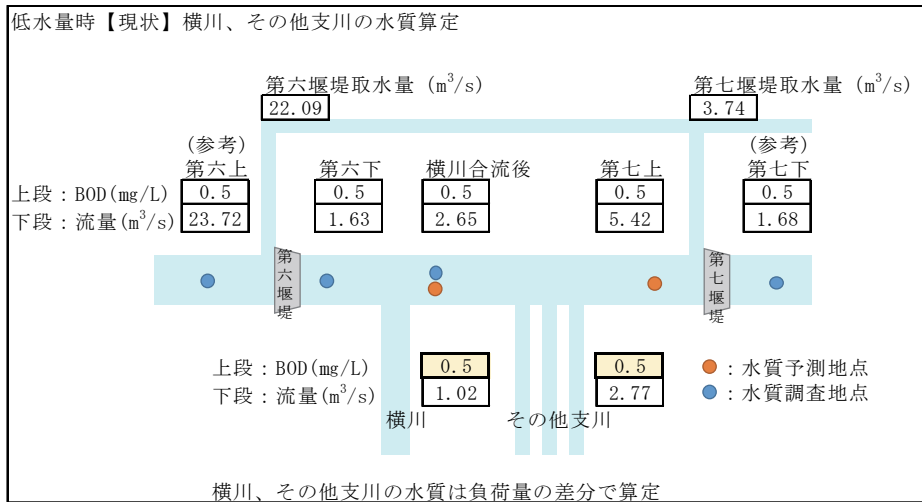 低水量時【現状】横川、その他支川の水質算定
第六堰堤取水量 (m³/s)
22.09
第七堰堤取水量 (m³/s)
3.74
(参考)
第六上
第六下
横川合流後
第七上
(参考)
第七下
上段：BOD(mg/L)
0.5
0.5
0.5
0.5
0.5
下段：流量(m³/s)
23.72
1.63
2.65
5.42
1.68
第六堰堤
第七堰堤
上段：BOD(mg/L)
0.5
0.5
下段：流量(m³/s)
1.02
2.77
横川
その他支川
：水質予測地点
：水質調査地点
横川、その他支川の水質は負荷量の差分で算定